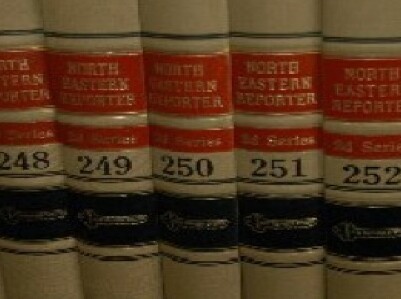 NORTH
EASTERN
REPORTER
2d Series
248
NORTH
EASTERN
REPORTER
2d Series
249
NORTH
EASTERN
REPORTER
2d Series
250
NORTH
EASTERN
REPORTER
2d Series
251
NORTH
EASTERN
REPORTER
2d Series
252